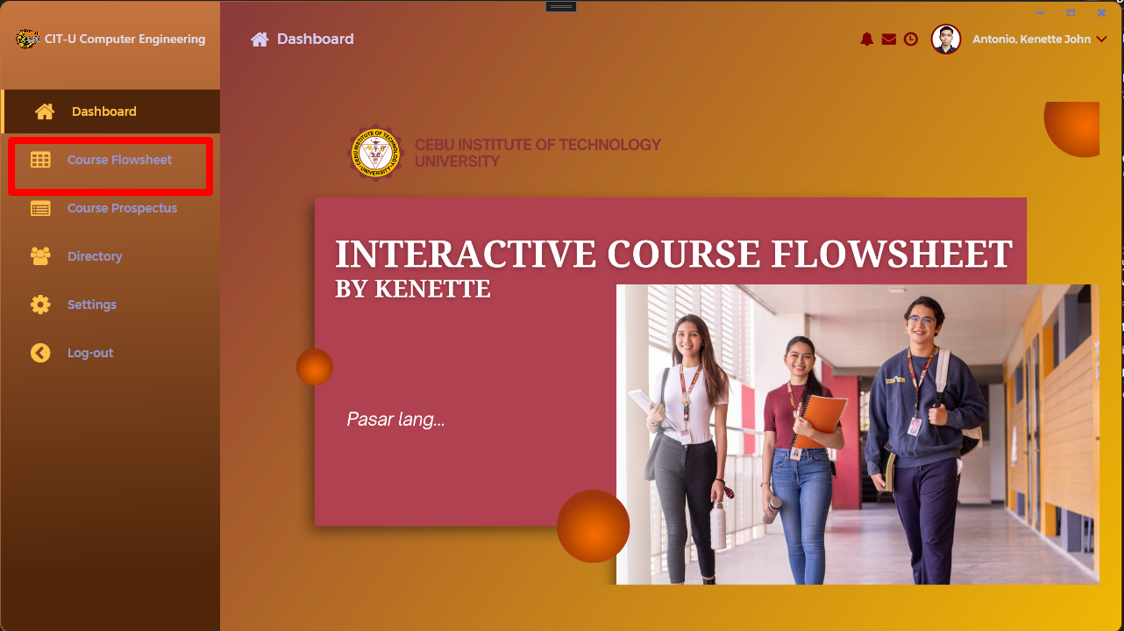 CIT-U Computer Engineering
Dashboard
Antonio, Kenette John
Dashboard
Course Flowsheet
Course Prospectus
Directory
Settings
Log-out
CEBU INSTITUTE OF TECHNOLOGY
UNIVERSITY
INTERACTIVE COURSE FLOWSHEET
BY KENETTE
Pasar lang...